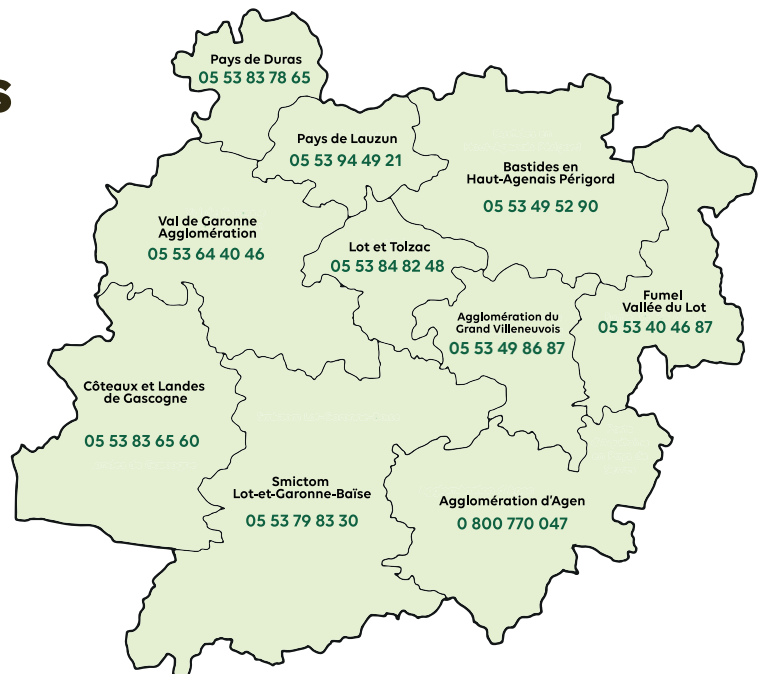 s
Pays de Duras
05 53 83 78 65
Pays de Lauzun
05 53 94 49 21
Bastides en
Haut-Agenais Périgord
05 53 49 52 90
Val de Garonne
Agglomération
05 53 64 40 46
Lot et Tolzac
05 53 84 82 48
Fumel
Vallée du Lot
05 53 40 46 87
Agglomération du
Grand Villeneuvois
05 53 49 86 87
Côteaux et Landes
de Gascogne
05 53 83 65 60
Smictom
Lot-et-Garonne-Baïse
05 53 79 83 30
Agglomération d'Agen
0 800 770 047